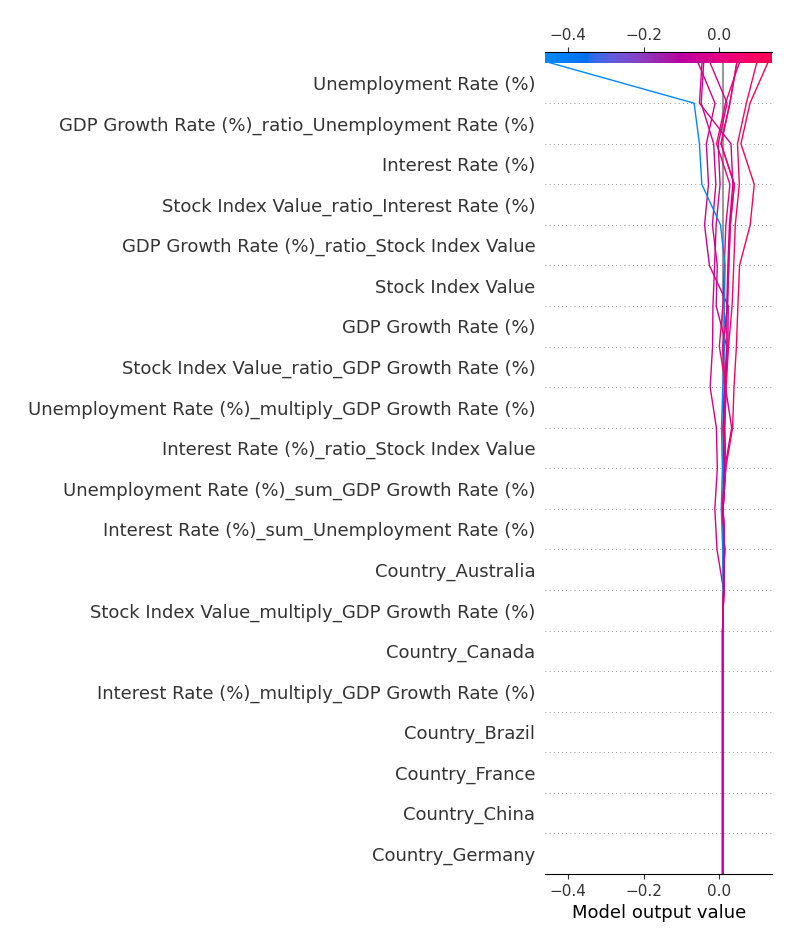 −0.4 −0.2 0.0
Unemployment Rate (%)
GDP Growth Rate (%)_ratio_Unemployment Rate (%)
Interest Rate (%)
Stock Index Value_ratio_Interest Rate (%)
GDP Growth Rate (%)_ratio_Stock Index Value
Stock Index Value
GDP Growth Rate (%)
Stock Index Value_ratio_GDP Growth Rate (%)
Unemployment Rate (%)_multiply_GDP Growth Rate (%)
Interest Rate (%)_ratio_Stock Index Value
Unemployment Rate (%)_sum_GDP Growth Rate (%)
Interest Rate (%)_sum_Unemployment Rate (%)
Country_Australia
Stock Index Value_multiply_GDP Growth Rate (%)
Country_Canada
Interest Rate (%)_multiply_GDP Growth Rate (%)
Country_Brazil
Country_France
Country_China
Country_Germany
−0.4 −0.2 0.0
Model output value